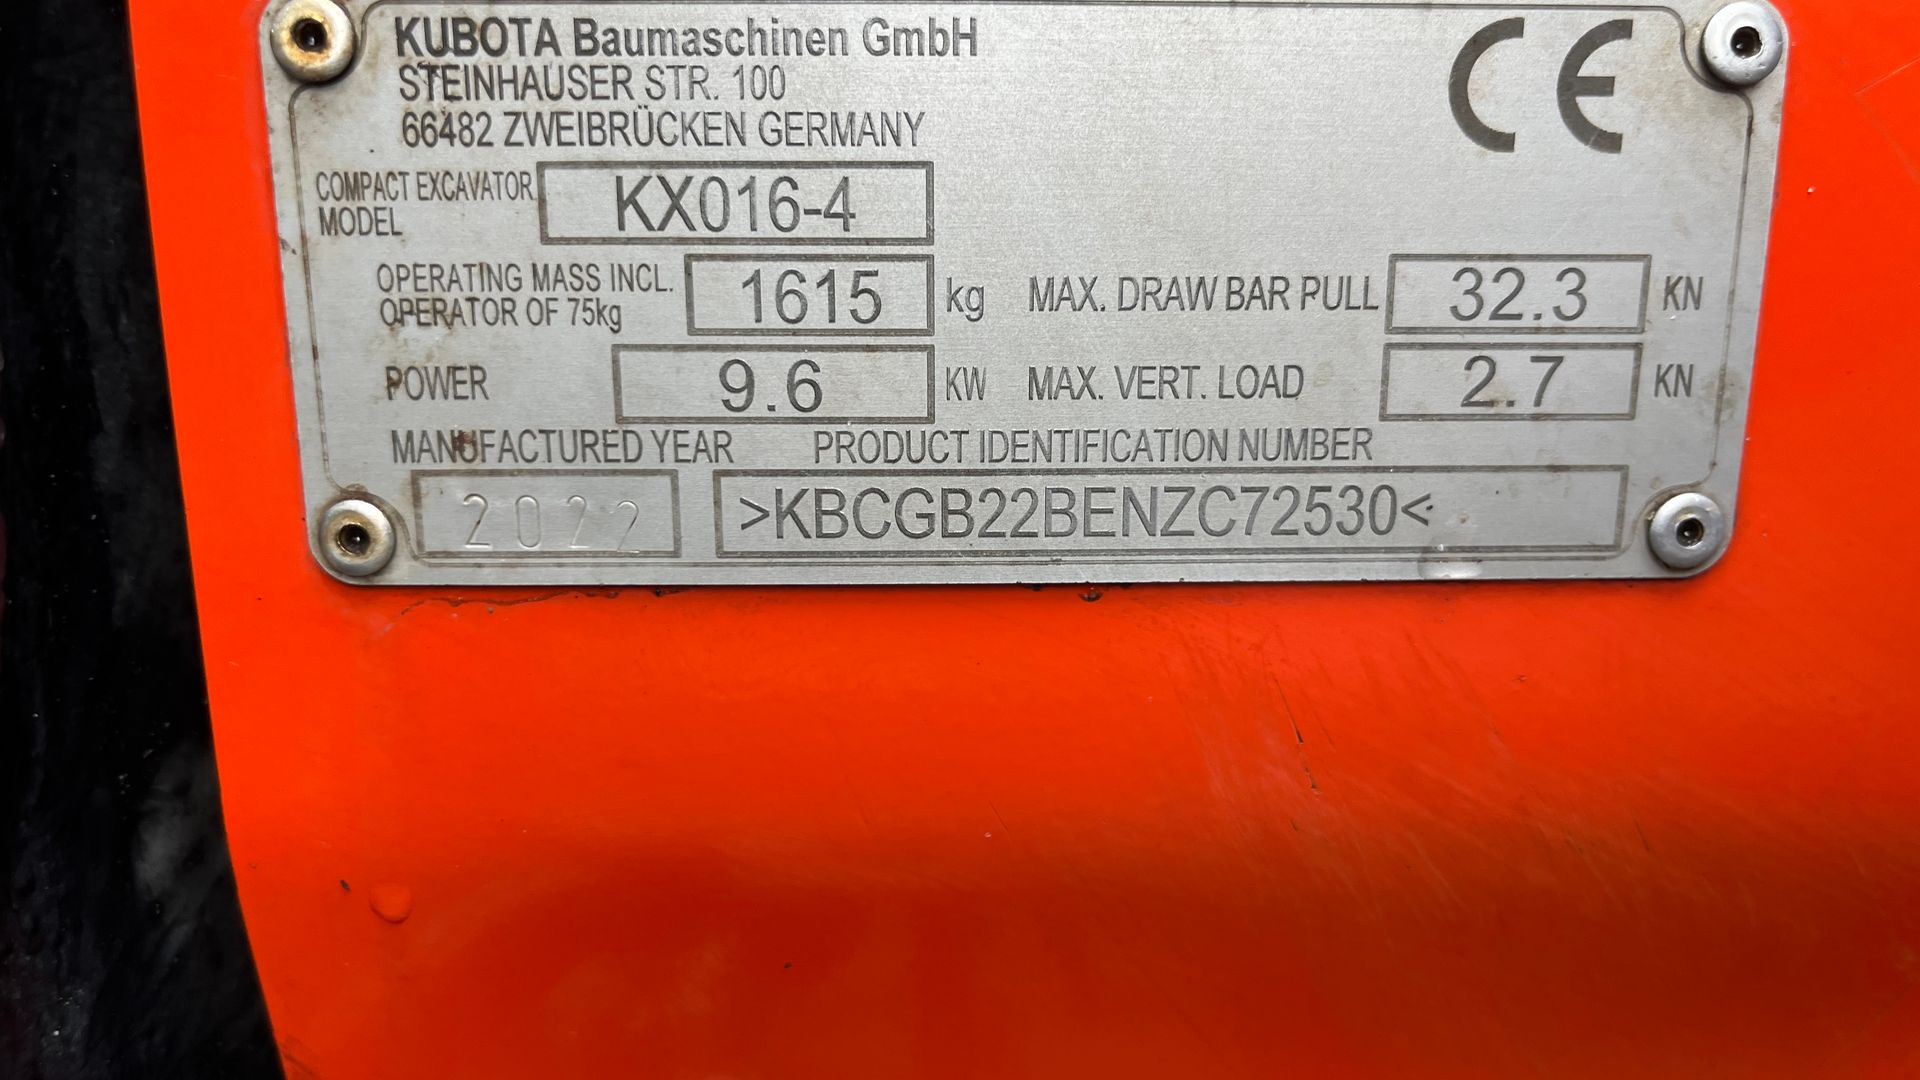 KUBOTA Baumaschinen GmbH
STEINHAUSER STR. 100
66482 ZWEIBRÜCKEN GERMANY
CE
COMPACT EXCAVATOR
MODEL
KX016-4
OPERATING MASS INCL.
OPERATOR OF 75kg
1615 kg
MAX. DRAW BAR PULL 32.3 KN
POWER 9.6 KW
MAX. VERT. LOAD 2.7 KN
MANUFACTURED YEAR
PRODUCT IDENTIFICATION NUMBER
2022
>KBCGB22BENZC72530<